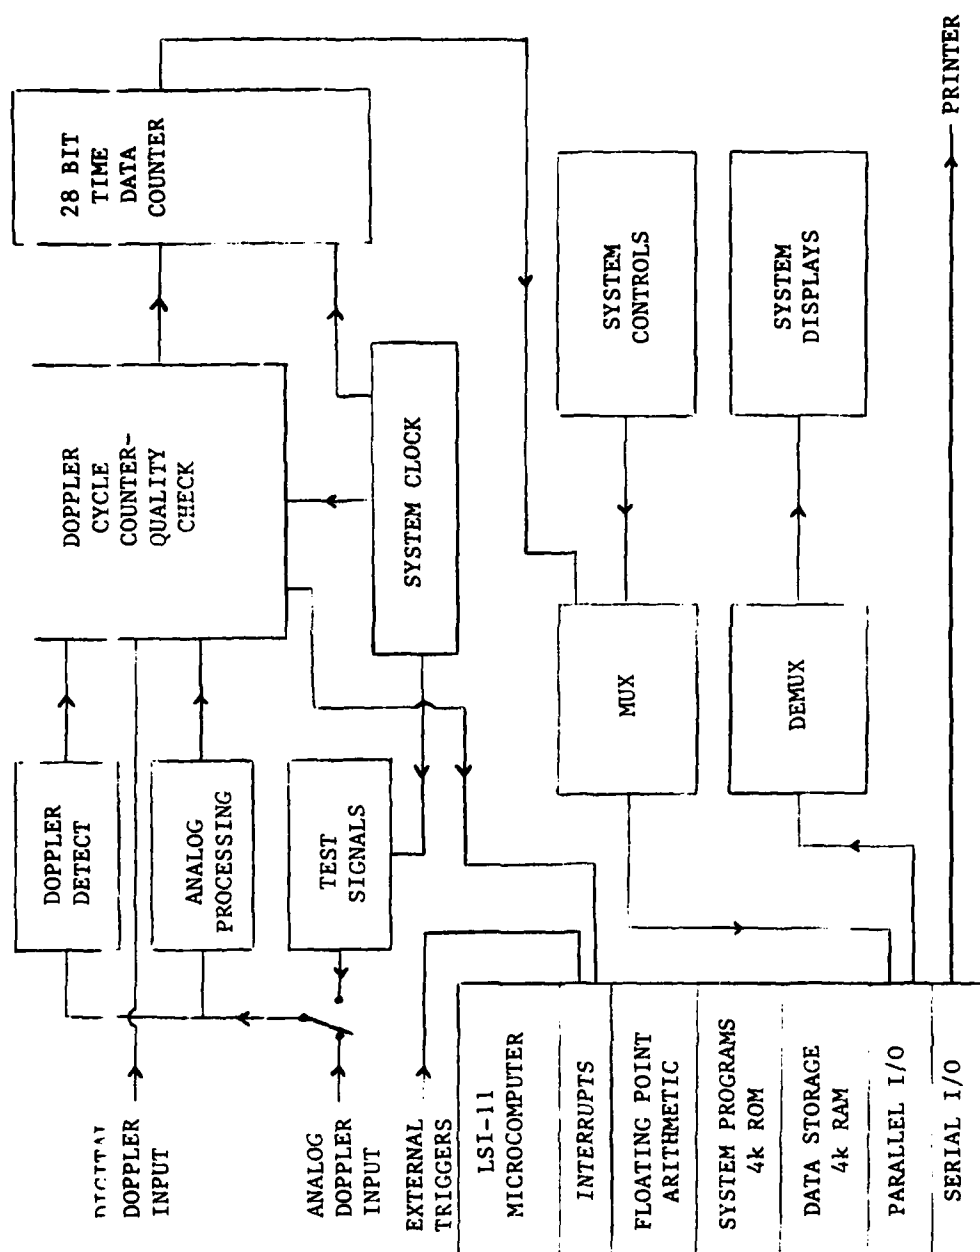 DIGITAL
DOPPLER
INPUT
ANALOG
DOPPLER
INPUT
EXTERNAL
TRIGGERS
DOPPLER
DETECT
ANALOG
PROCESSING
TEST
SIGNALS
DOPPLER
CYCLE
COUNTER-
QUALITY
CHECK
SYSTEM CLOCK
28 BIT
TIME
DATA
COUNTER
LSI-11
MICROCOMPUTER
INTERRUPTS
FLOATING POINT
ARITHMETIC
SYSTEM PROGRAMS
4k ROM
DATA STORAGE
4k RAM
PARALLEL I/O
SERIAL I/O
MUX
DEMUX
SYSTEM
CONTROLS
SYSTEM
DISPLAYS
PRINTER